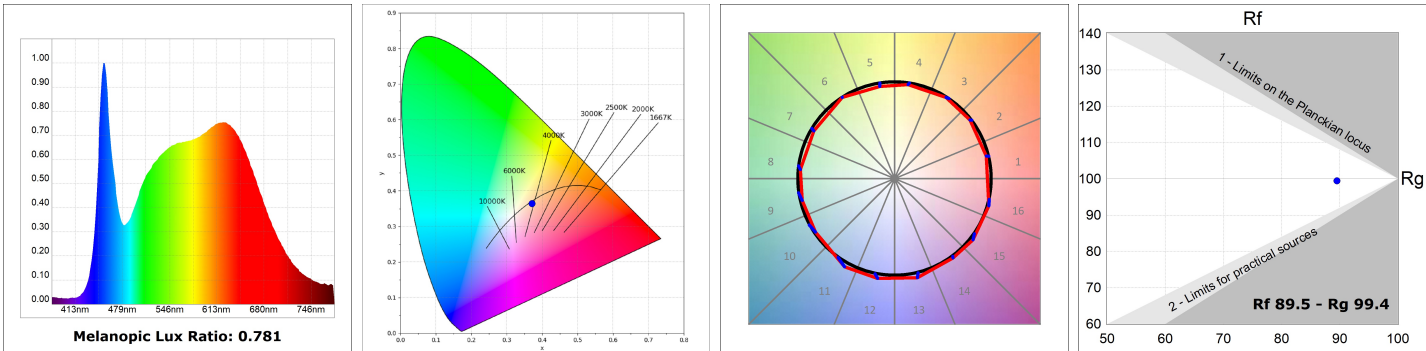 1.00
0.90
0.80
0.70
0.60
0.50
0.40
0.30
0.20
0.10
0.00
413nm 479nm 546nm 613nm 680nm 746nm
Melanopic Lux Ratio: 0.781
0.9
0.8
0.7
0.6
0.5
0.4
0.3
0.2
0.1
0.0
y
0.0 0.1 0.2 0.3 0.4 0.5 0.6 0.7 0.8
x
10000K
6000K
4000K
3000K
2500K
2000K
1667K
1
2
3
4
5
6
7
8
9
10
11
12
13
14
15
16
Rf
140
130
120
110
100
90
80
70
60
Rg
1 - Limits on the Planckian locus
2 - Limits for practical sources
Rf 89.5 - Rg 99.4
50 60 70 80 90 100